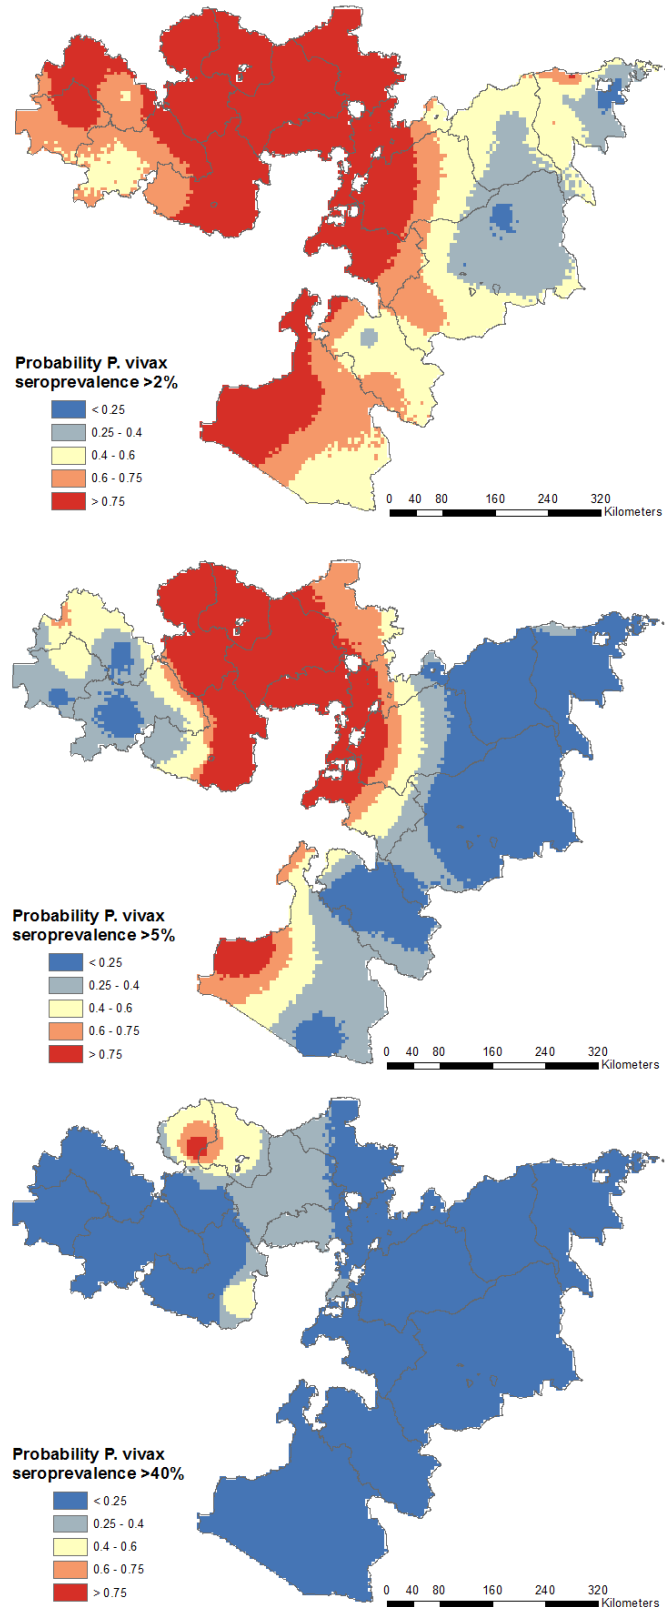 Probability P. vivax
seroprevalence >2%
< 0.25
0.25 - 0.4
0.4 - 0.6
0.6 - 0.75
> 0.75
0 40 80 160 240 320
Kilometers
Probability P. vivax
seroprevalence >5%
< 0.25
0.25 - 0.4
0.4 - 0.6
0.6 - 0.75
> 0.75
0 40 80 160 240 320
Kilometers
Probability P. vivax
seroprevalence >40%
< 0.25
0.25 - 0.4
0.4 - 0.6
0.6 - 0.75
> 0.75
0 40 80 160 240 320
Kilometers